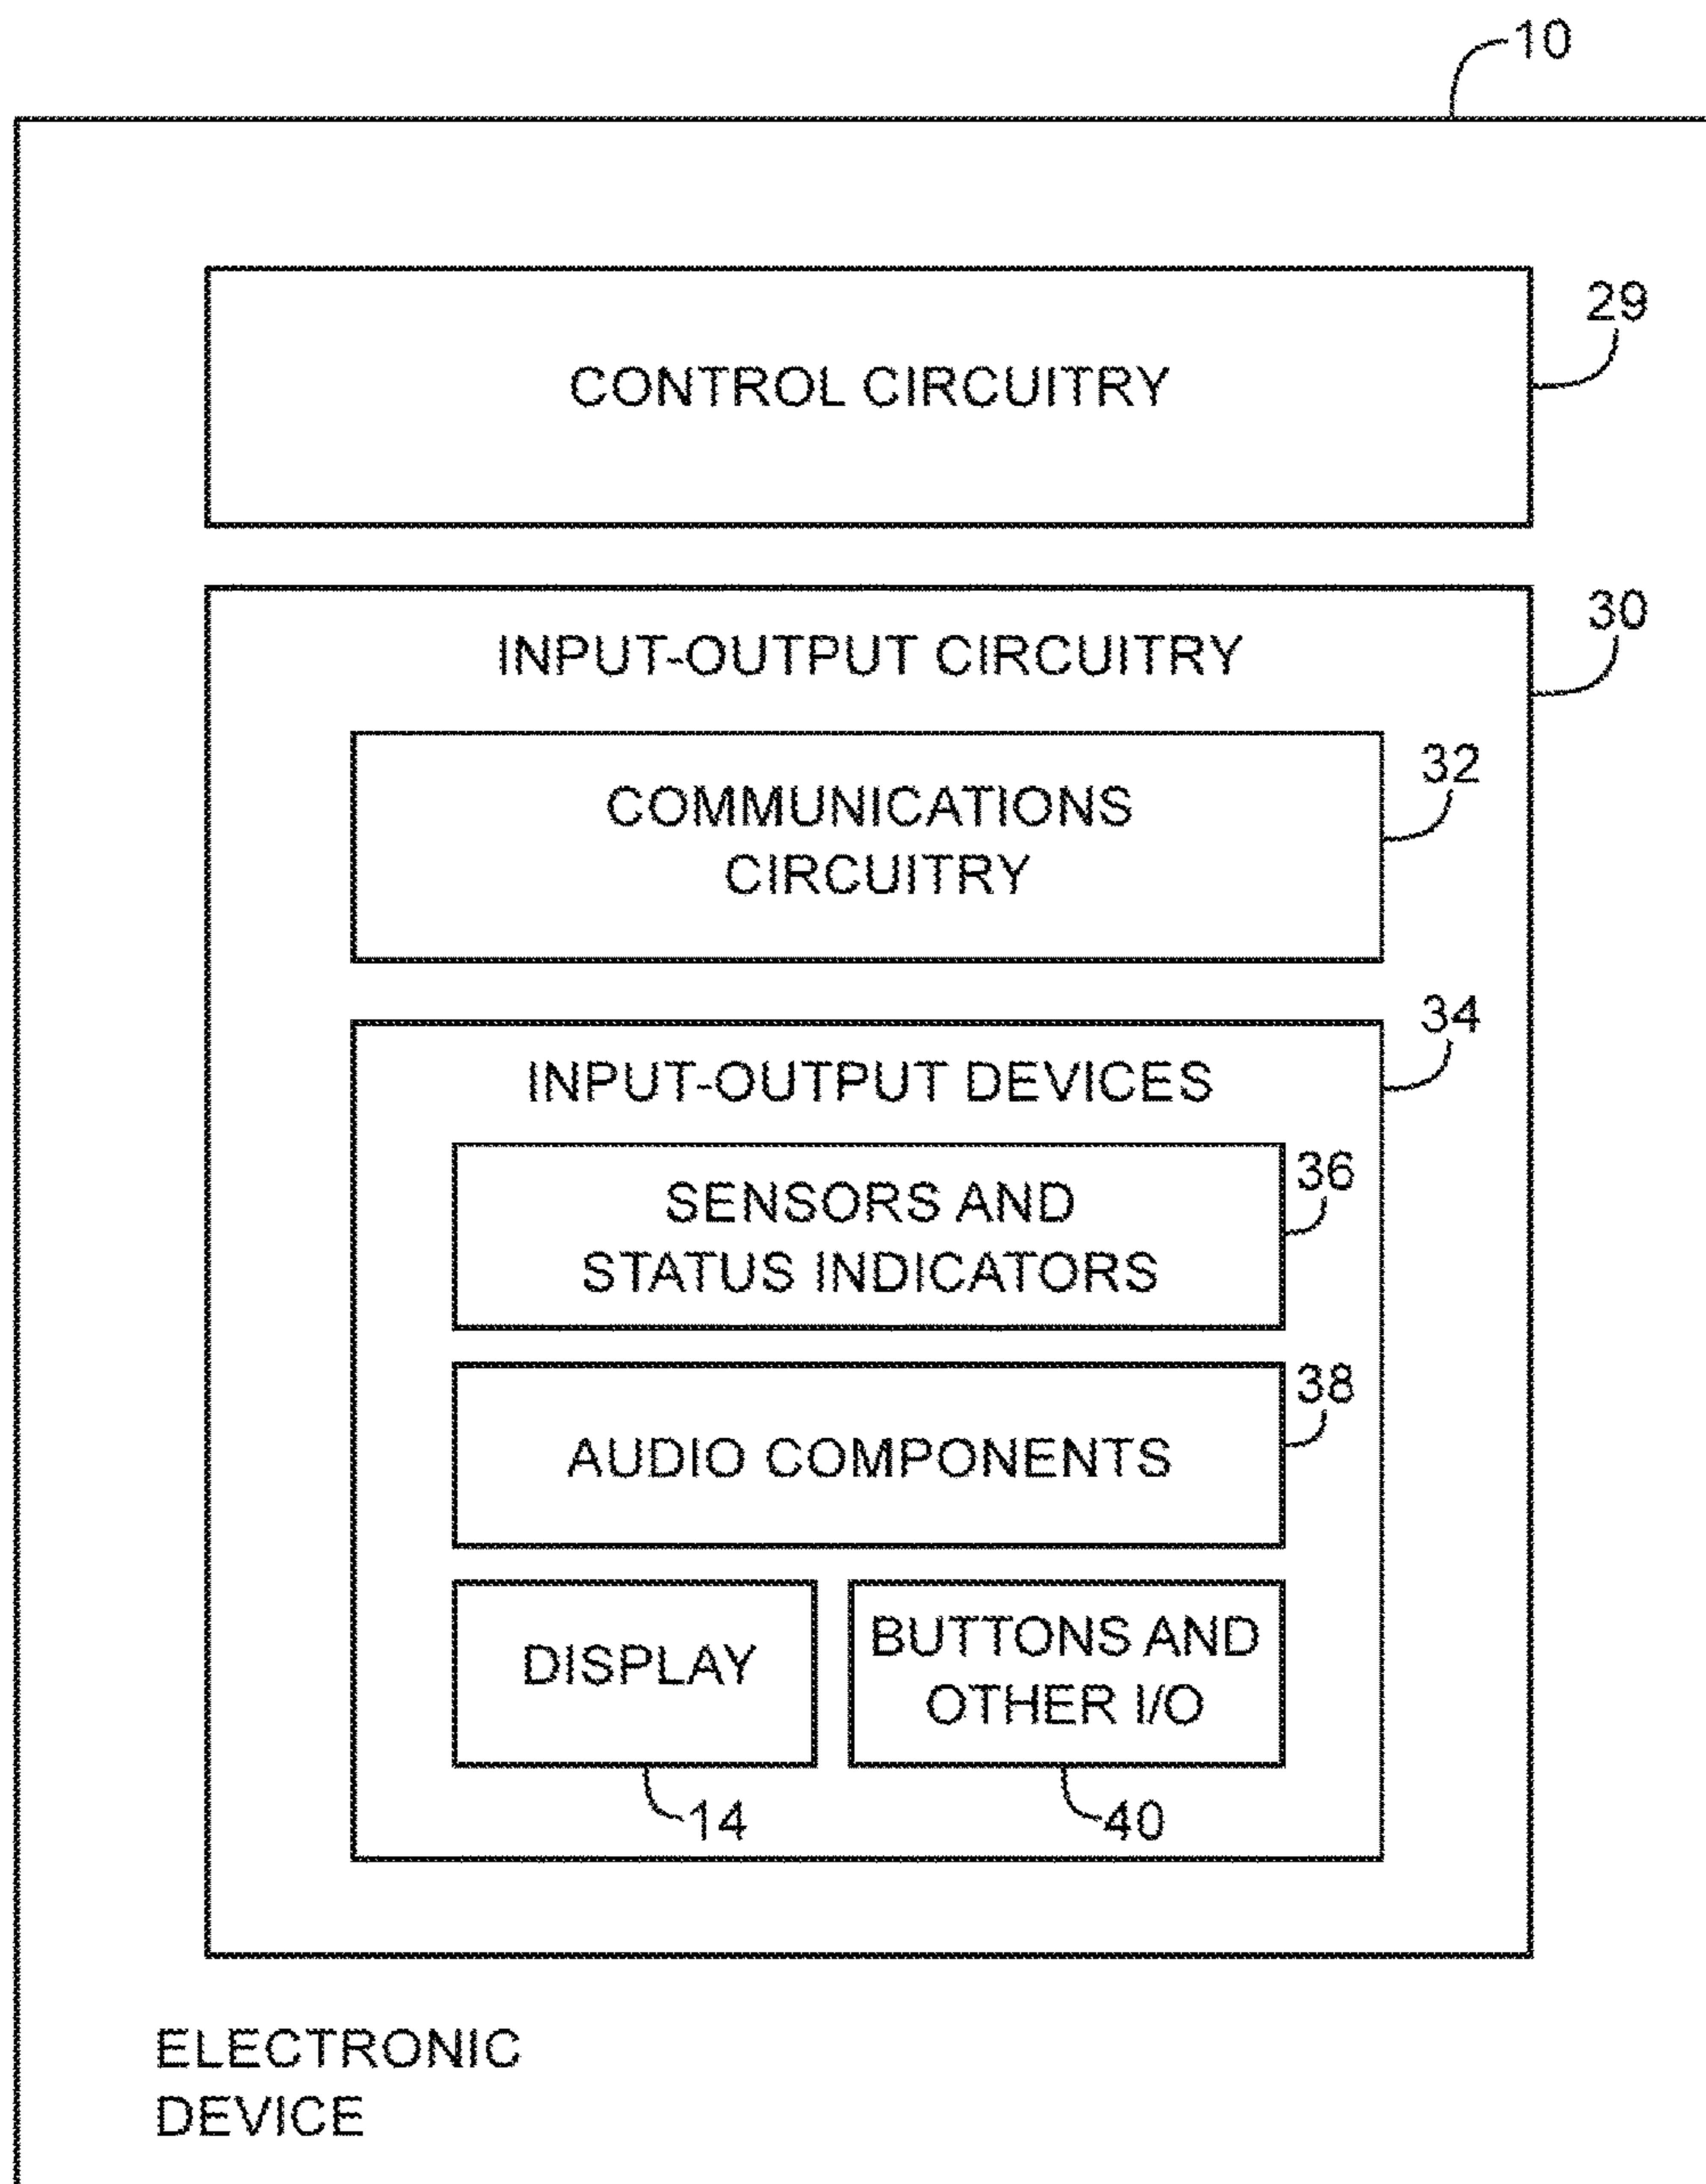 10
CONTROL CIRCUITRY
29
INPUT-OUTPUT CIRCUITRY
30
COMMUNICATIONS
CIRCUITRY
32
INPUT-OUTPUT DEVICES
34
SENSORS AND
STATUS INDICATORS
36
AUDIO COMPONENTS
38
DISPLAY
14
BUTTONS AND
OTHER I/O
40
ELECTRONIC
DEVICE